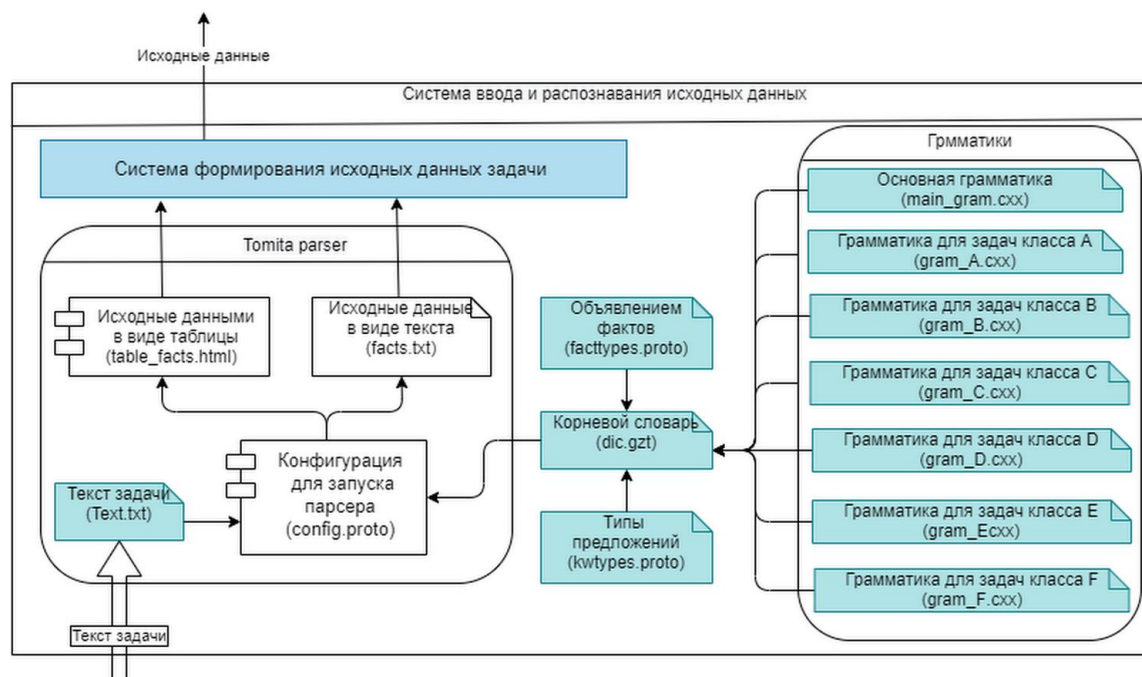 Исходные данные
Система ввода и распознавания исходных данных
Система формирования исходных данных задачи
Tomita parser
Исходные данными
в виде таблицы
(table_facts.html)
Исходные данные
в виде текста
(facts.txt)
Конфигурация
для запуска
парсера
(config.proto)
Текст задачи
(Text.txt)
Текст задачи
Объявлением
фактов
(facttypes.proto)
Корневой словарь
(dic.gzt)
Типы
предложений
(kwtypes.proto)
Грмматики
Основная грамматика
(main_gram.cxx)
Грамматика для задач класса A
(gram_A.cxx)
Грамматика для задач класса B
(gram_B.cxx)
Грамматика для задач класса C
(gram_C.cxx)
Грамматика для задач класса D
(gram_D.cxx)
Грамматика для задач класса E
(gram_Ecxx)
Грамматика для задач класса F
(gram_F.cxx)